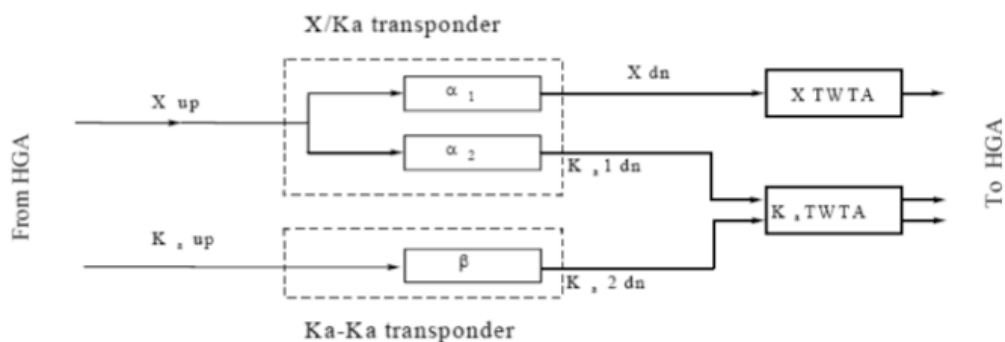 X/Ka transponder
X up
α 1
X dn
X TWTA
α 2
K a 1 dn
From HGA
To HGA
K a TWTA
K a up
β
K a 2 dn
Ka-Ka transponder